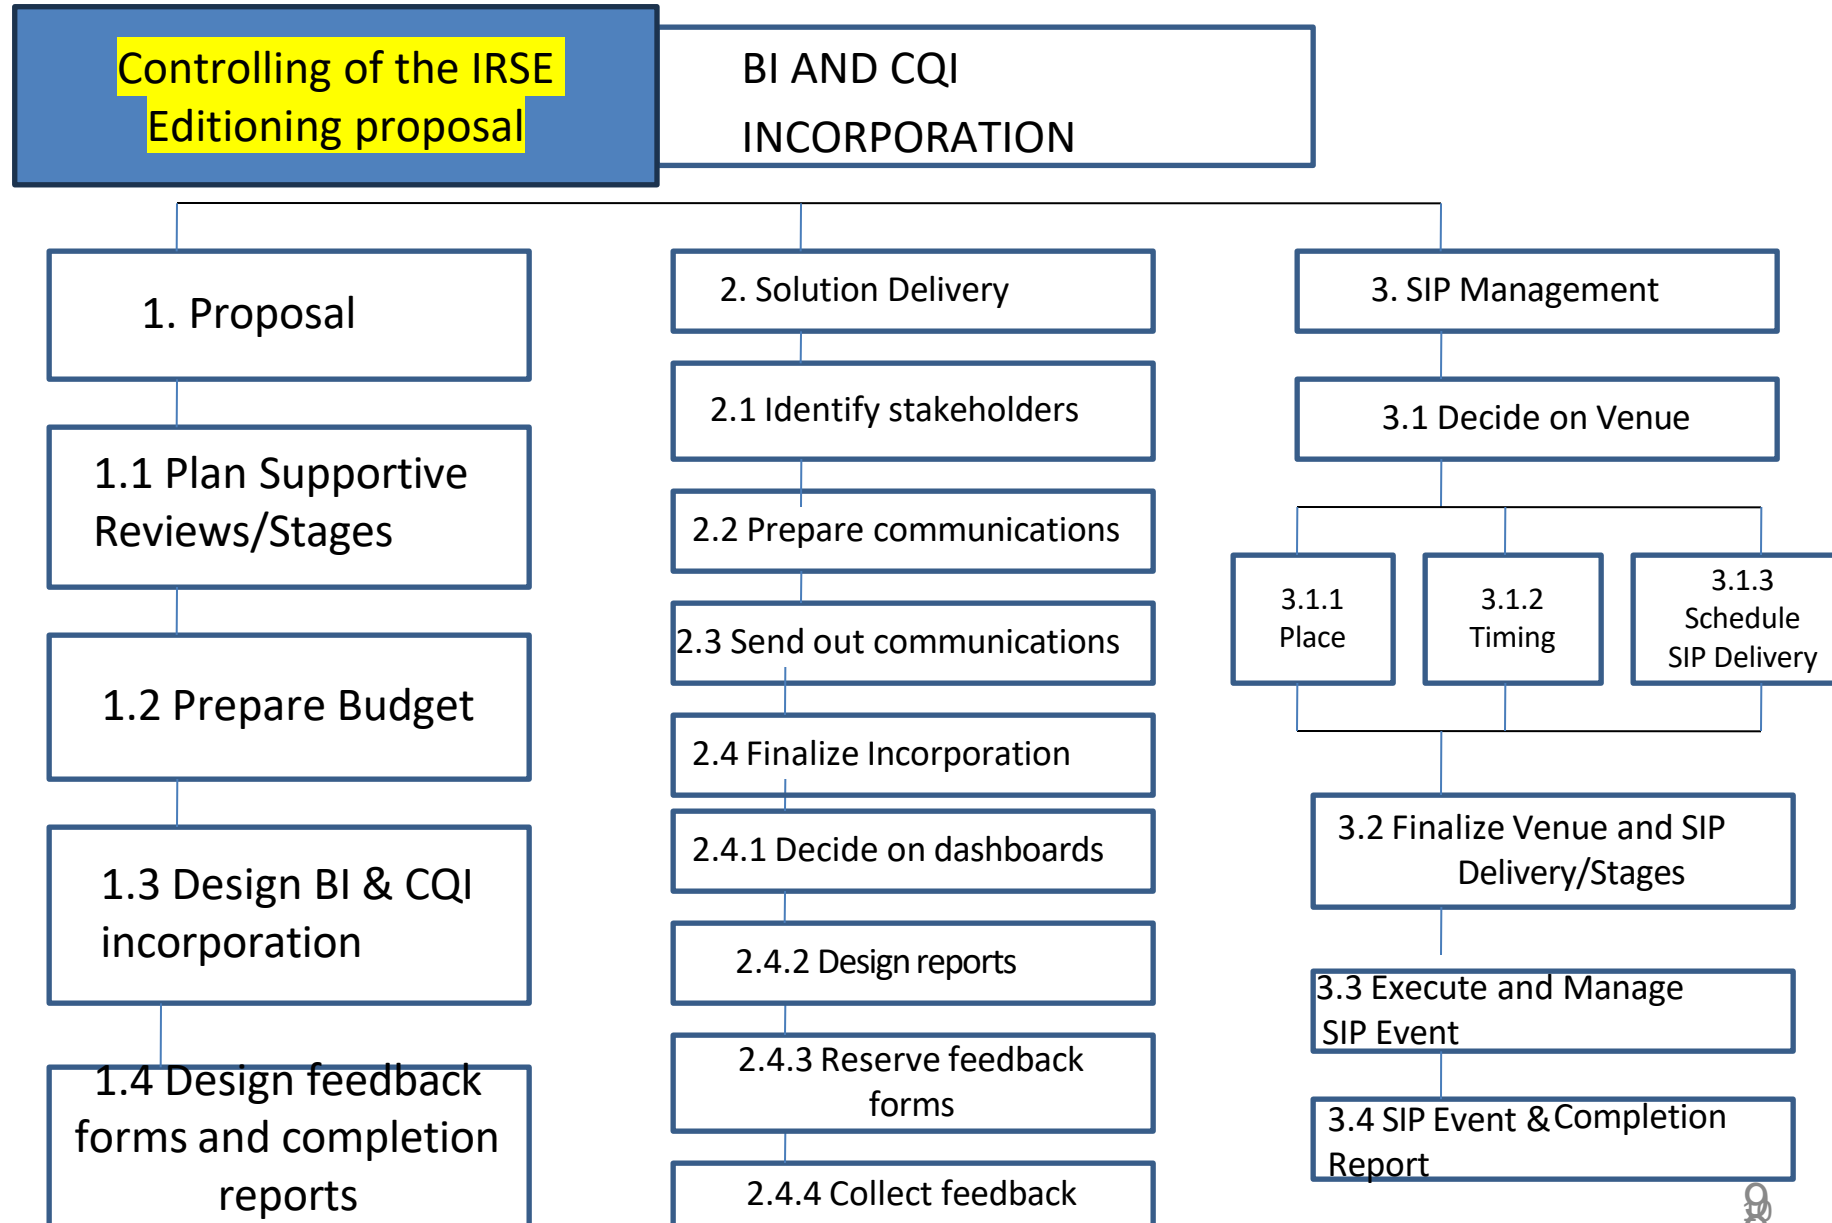 Controlling of the IRSE
Editioning proposal
BI AND CQI
INCORPORATION
1. Proposal
1.1 Plan Supportive
Reviews/Stages
1.2 Prepare Budget
1.3 Design BI & CQI
incorporation
1.4 Design feedback
forms and completion
reports
2. Solution Delivery
2.1 Identify stakeholders
2.2 Prepare communications
2.3 Send out communications
2.4 Finalize Incorporation
2.4.1 Decide on dashboards
2.4.2 Design reports
2.4.3 Reserve feedback
forms
2.4.4 Collect feedback
3. SIP Management
3.1 Decide on Venue
3.1.1
Place
3.1.2
Timing
3.1.3
Schedule
SIP Delivery
3.2 Finalize Venue and SIP
Delivery/Stages
3.3 Execute and Manage
SIP Event
3.4 SIP Event & Completion
Report